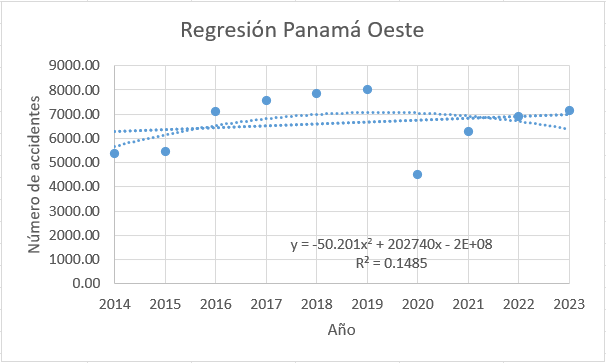 Regresión Panamá Oeste
9000.00
8000.00
7000.00
6000.00
5000.00
4000.00
3000.00
2000.00
1000.00
0.00
Número de accidentes
y = -50.201x² + 202740x - 2E+08
R² = 0.1485
2014 2015 2016 2017 2018 2019 2020 2021 2022 2023
Año